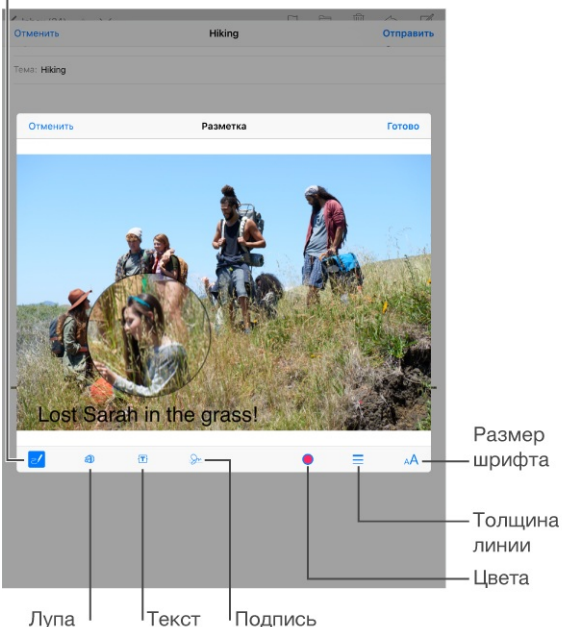 Отменить Hiking Отправить
Тема: Hiking
Отменить Разметка Готово
Lost Sarah in the grass!
T AA
Размер
шрифта
Толщина
линии
Цвета
Лупа Текст Подпись